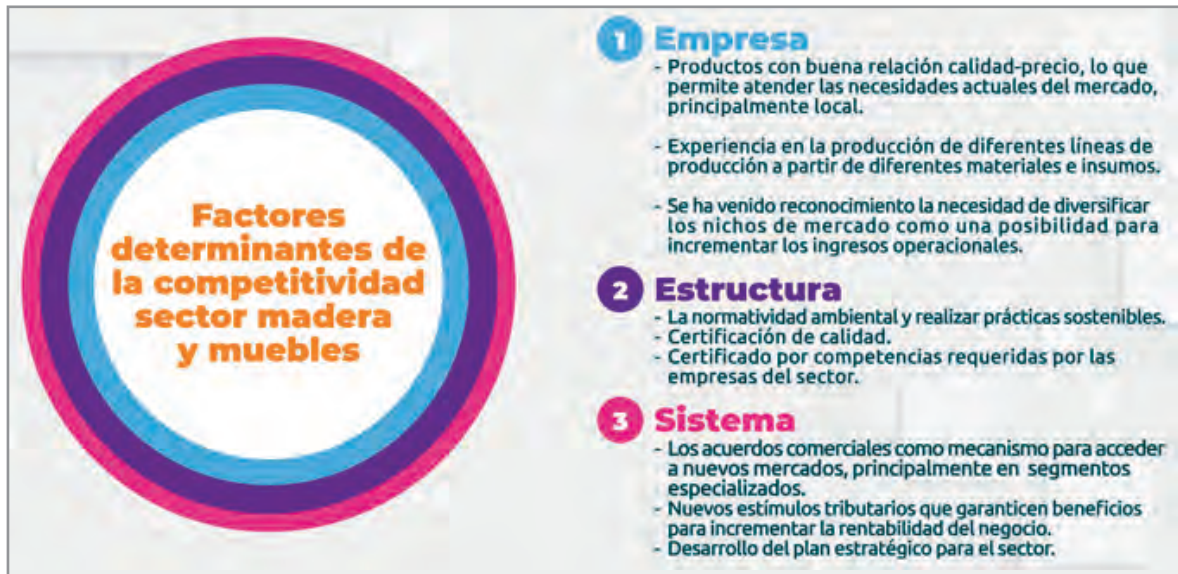 Factores
determinantes de
la competitividad
sector madera
y muebles
1 Empresa
- Productos con buena relación calidad-precio, lo que
permite atender las necesidades actuales del mercado,
principalmente local.
- Experiencia en la producción de diferentes líneas de
producción a partir de diferentes materiales e insumos.
- Se ha venido reconocimiento la necesidad de diversificar
los nichos de mercado como una posibilidad para
incrementar los ingresos operacionales.
2 Estructura
- La normatividad ambiental y realizar prácticas sostenibles.
- Certificación de calidad.
- Certificado por competencias requeridas por las
empresas del sector.
3 Sistema
- Los acuerdos comerciales como mecanismo para acceder
a nuevos mercados, principalmente en segmentos
especializados.
- Nuevos estímulos tributarios que garanticen beneficios
para incrementar la rentabilidad del negocio.
- Desarrollo del plan estratégico para el sector.